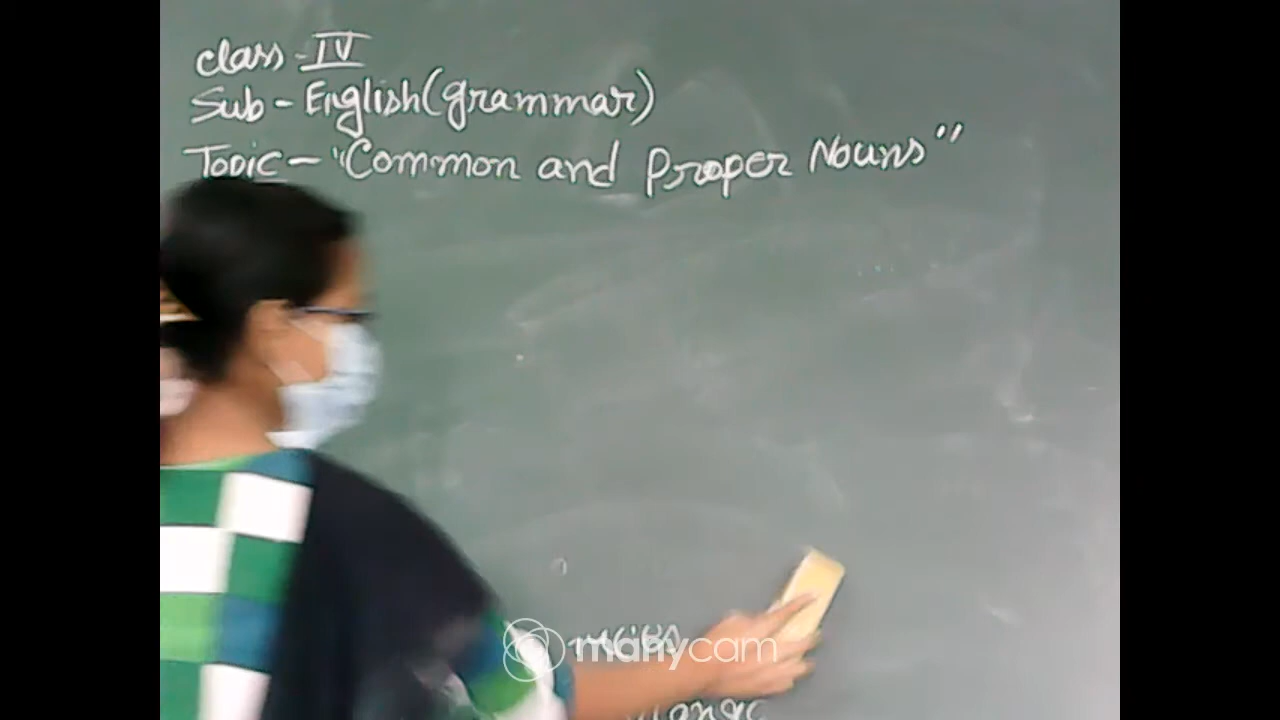 class - IV
Sub - English(grammar)
Topic - "Common and Proper Nouns"
manycam